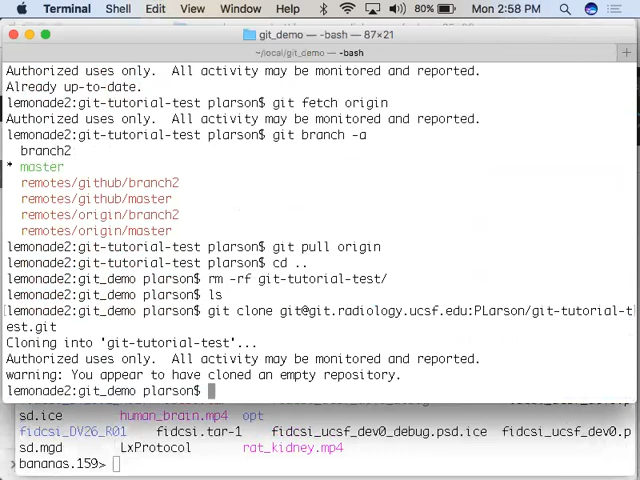 Terminal Shell Edit View Window Help 80% Mon 2:58 PM
git_demo — -bash — 87×21
~/local/git_demo — -bash
Authorized uses only. All activity may be monitored and reported.
Already up-to-date.
lemonade2:git-tutorial-test plarson$ git fetch origin
Authorized uses only. All activity may be monitored and reported.
lemonade2:git-tutorial-test plarson$ git branch -a
branch2
* master
remotes/github/branch2
remotes/github/master
remotes/origin/branch2
remotes/origin/master
lemonade2:git-tutorial-test plarson$ git pull origin
lemonade2:git-tutorial-test plarson$ cd ..
lemonade2:git_demo plarson$ rm -rf git-tutorial-test/
lemonade2:git_demo plarson$ ls
[lemonade2:git_demo plarson$ git clone git@git.radiology.ucsf.edu:PLarson/git-tutorial-t
est.git
Cloning into 'git-tutorial-test'...
Authorized uses only. All activity may be monitored and reported.
warning: You appear to have cloned an empty repository.
lemonade2:git_demo plarson$
sd.ice human_brain.mp4 opt
fidcsi_DV26_R01 fidcsi.tar-1 fidcsi_ucsf_dev0_debug.psd.ice fidcsi_ucsf_dev0.p
sd.mgd LxProtocol rat_kidney.mp4
bananas.159>